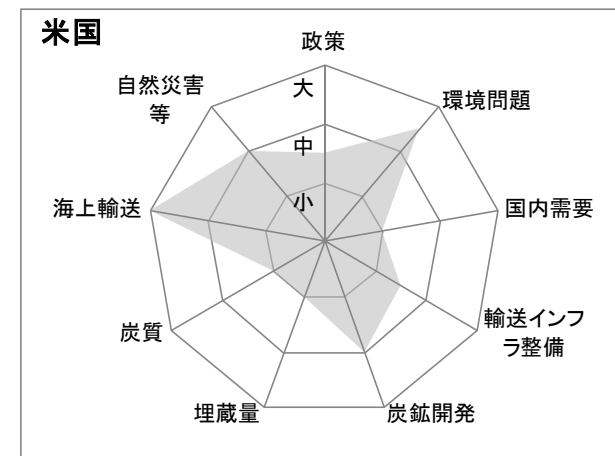 米国
政策
自然災害
等
大
環境問題
中
小
海上輸送
国内需要
輸送インフ
ラ整備
炭質
埋蔵量
炭鉱開発